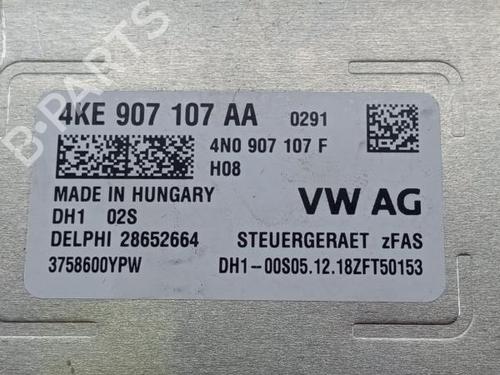 B-PARTS
4KE 907 107 AA 0291
4N0 907 107 F
H08
MADE IN HUNGARY
DH1 02S
VW AG
DELPHI 28652664 STEUERGERAET zFAS
3758600YPW DH1-00S05.12.18ZFT50153